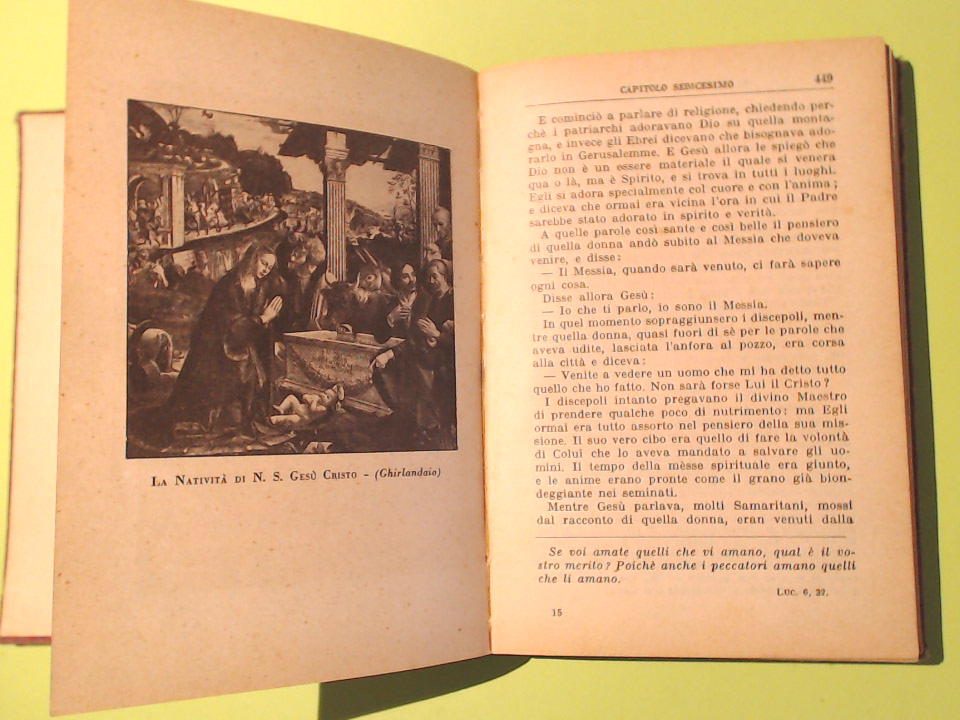 LA NATIVITÀ DI N. S. GESÙ CRISTO - (Ghirlandaio)
CAPITOLO SEDICESIMO 449
E cominciò a parlare di religione, chiedendo per-
chè i patriarchi adoravano Dio su quella monta-
gna, e invece gli Ebrei dicevano che bisognava ado-
rarlo in Gerusalemme. E Gesù allora le spiegò che
Dio non è un essere materiale il quale si venera
qua o là, ma è Spirito, e si trova in tutti i luoghi.
Egli si adora specialmente col cuore e con l'anima;
e diceva che ormai era vicina l'ora in cui il Padre
sarebbe stato adorato in spirito e verità.
A quelle parole così sante e così belle il pensiero
di quella donna andò subito al Messia che doveva
venire, e disse:
— Il Messia, quando sarà venuto, ci farà sapere
ogni cosa.
Disse allora Gesù:
— Io che ti parlo, io sono il Messia.
In quel momento sopraggiunsero i discepoli, men-
tre quella donna, quasi fuori di sè per le parole che
aveva udite, lasciata l'anfora al pozzo, era corsa
alla città e diceva:
— Venite a vedere un uomo che mi ha detto tutto
quello che ho fatto. Non sarà forse Lui il Cristo?
I discepoli intanto pregavano il divino Maestro
di prendere qualche poco di nutrimento: ma Egli
ormai era tutto assorto nel pensiero della sua mis-
sione. Il suo vero cibo era quello di fare la volontà
di Colui che lo aveva mandato a salvare gli uo-
mini. Il tempo della mèsse spirituale era giunto,
e le anime erano pronte come il grano già bion-
deggiante nei seminati.
Mentre Gesù parlava, molti Samaritani, mossi
dal racconto di quella donna, eran venuti dalla
Se voi amate quelli che vi amano, qual è il vo-
stro merito? Poichè anche i peccatori amano quelli
che li amano.
LUC. 6, 32.
15